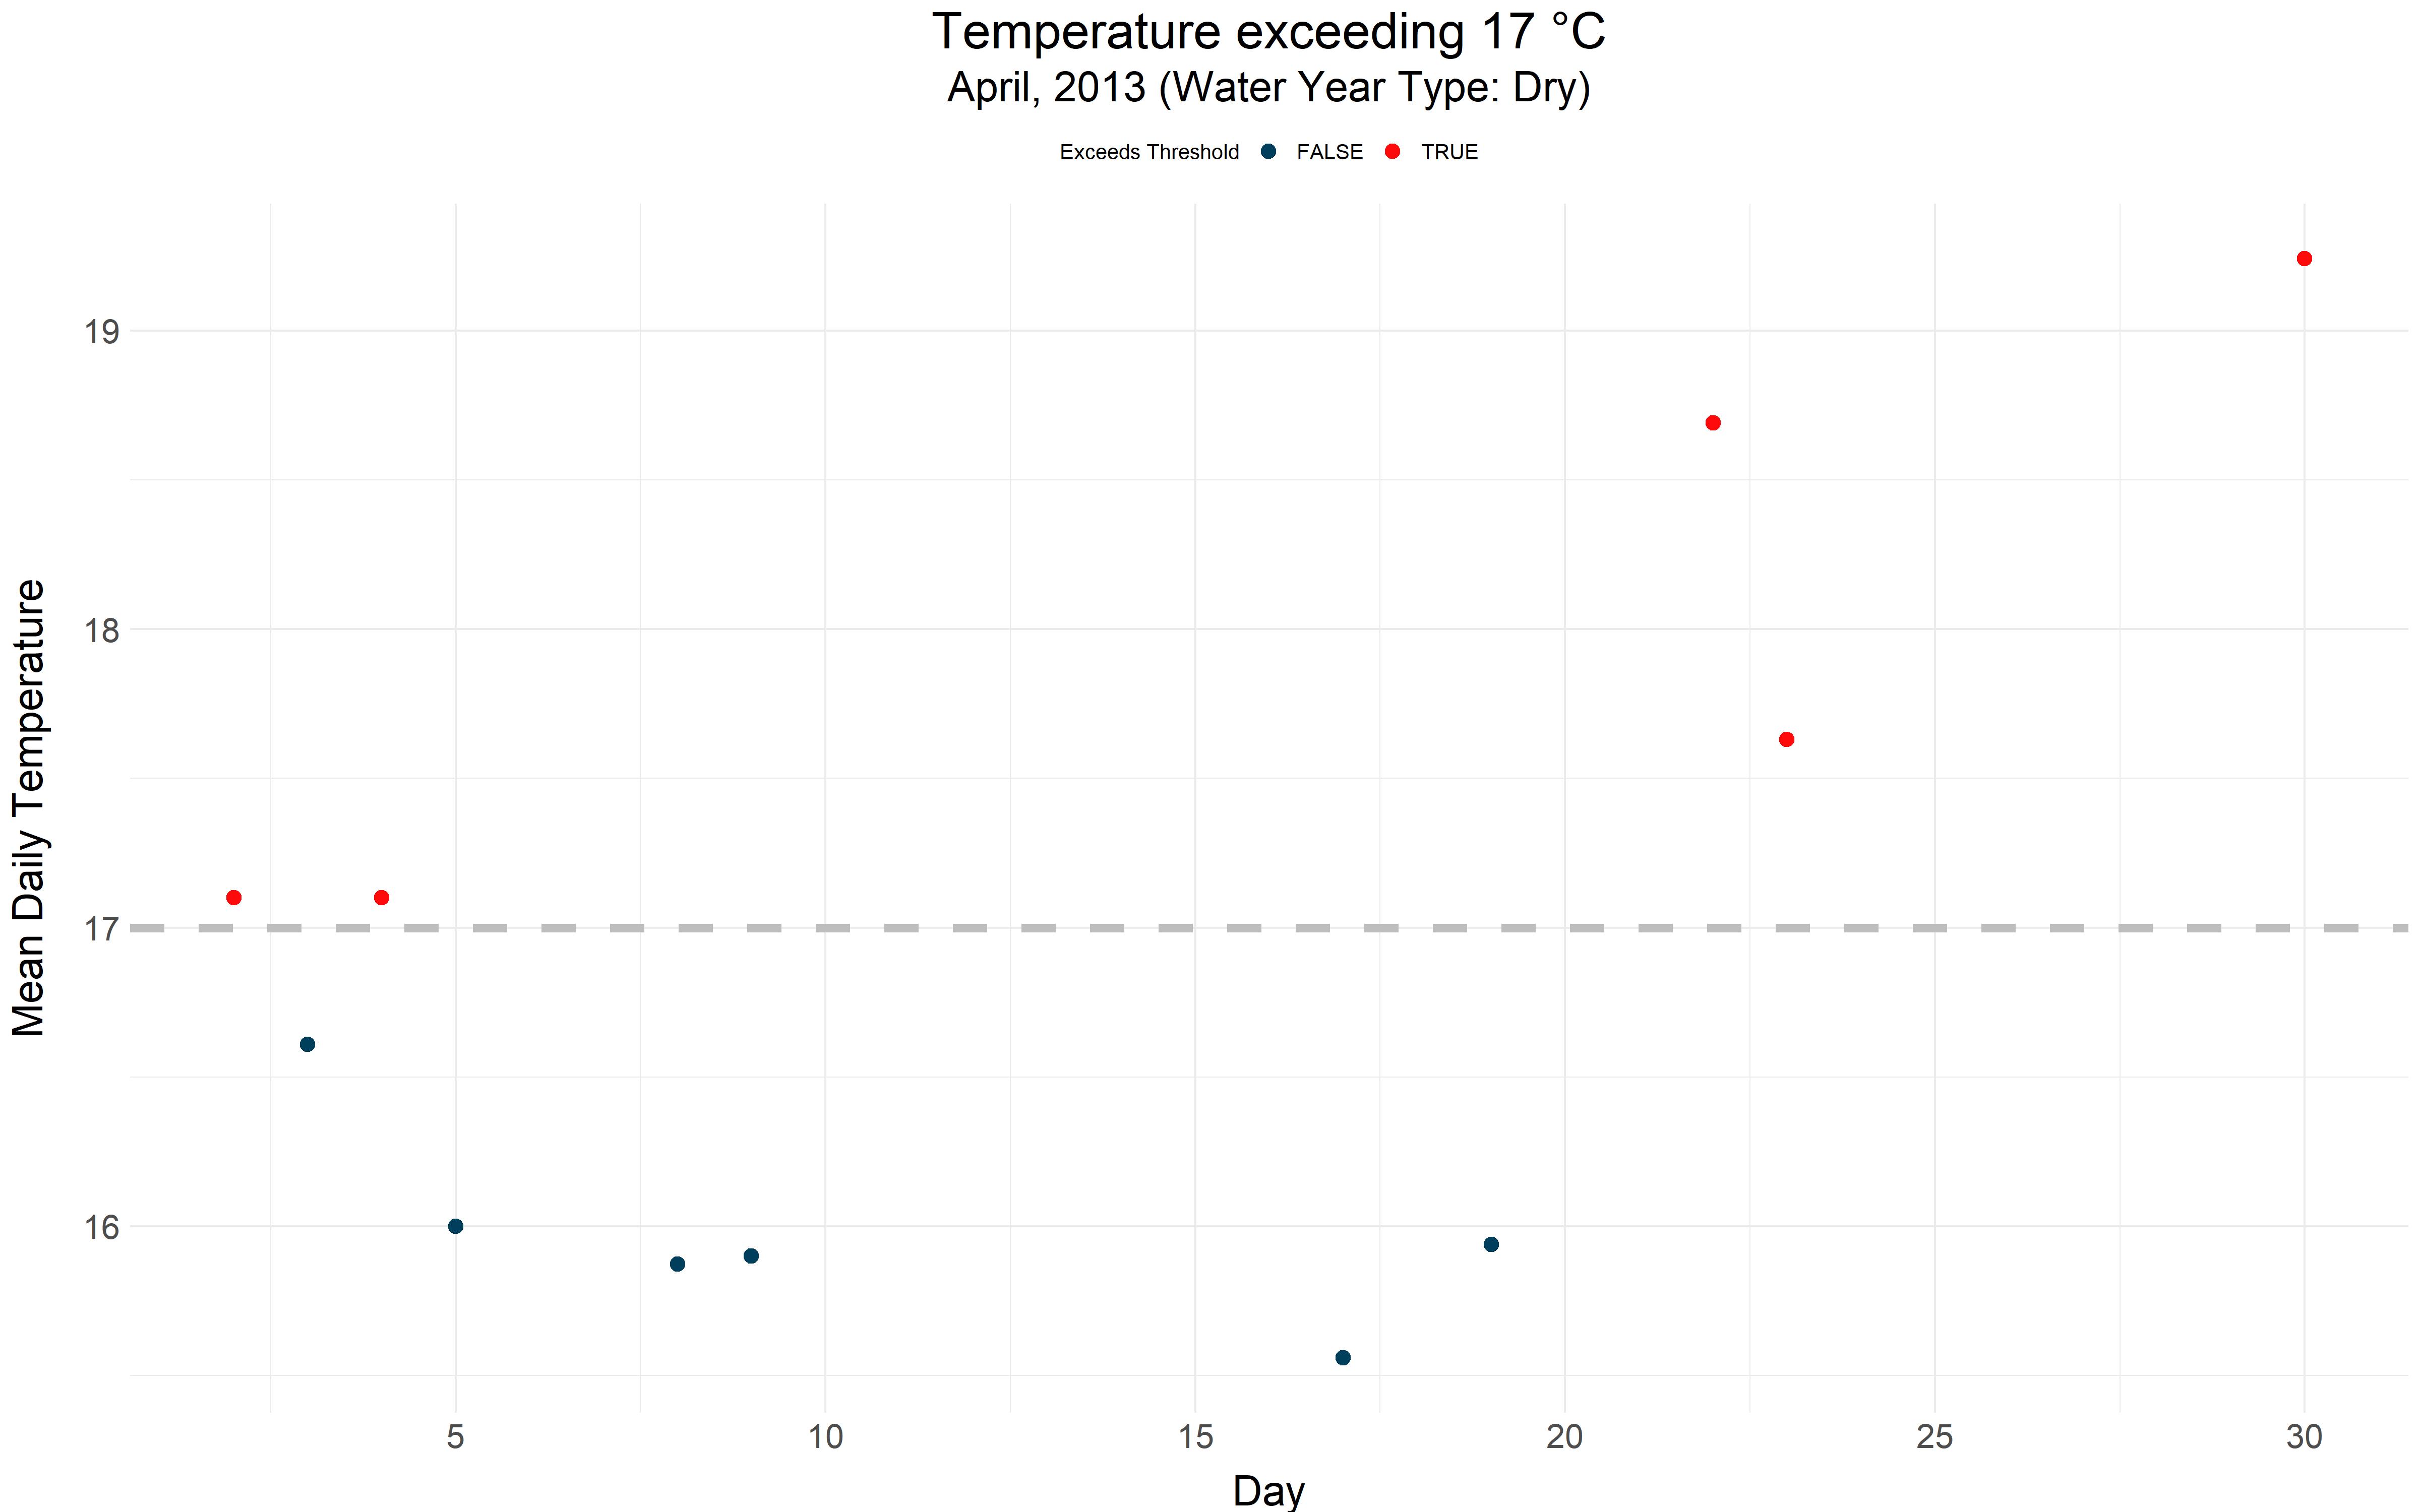 Temperature exceeding 17 °C
April, 2013 (Water Year Type: Dry)
Exceeds Threshold FALSE TRUE
Mean Daily Temperature
19
18
17
16
5 10 15 20 25 30
Day